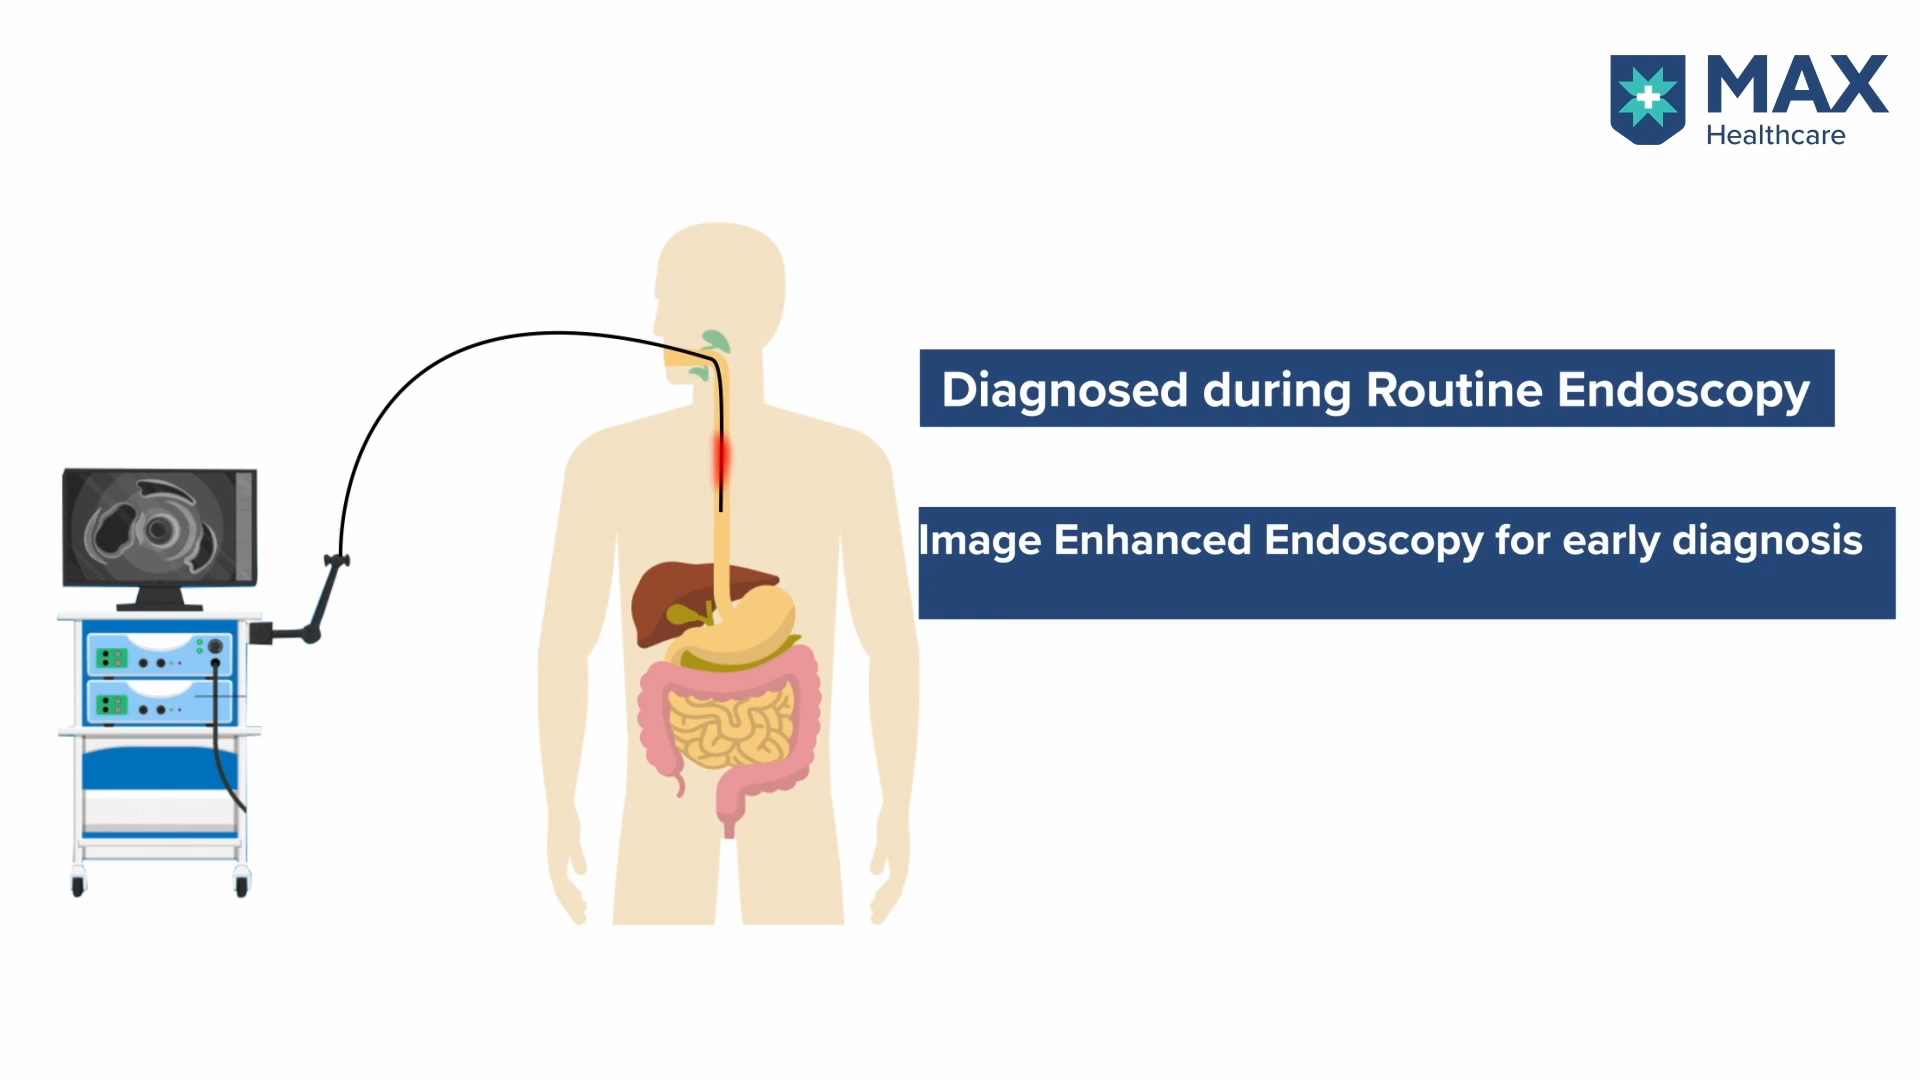 MAX
Healthcare
Diagnosed during Routine Endoscopy
Image Enhanced Endoscopy for early diagnosis